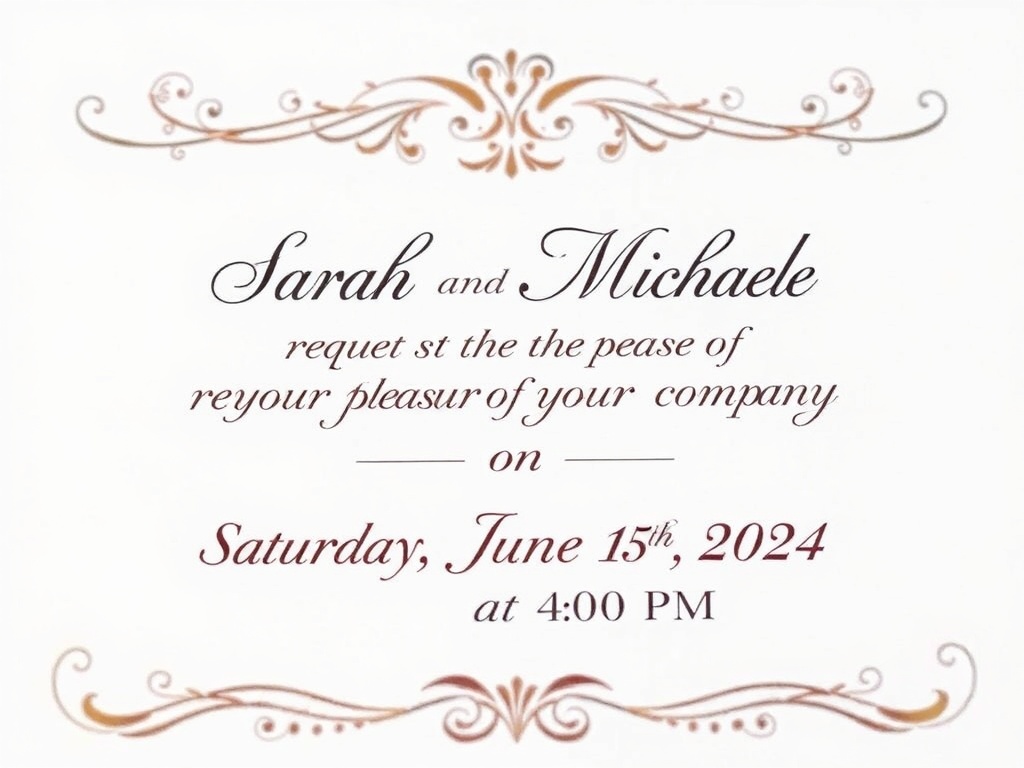 Sarah and Michaele
requet st the the pease of
reyour pleasur of your company
on
Saturday, June 15th, 2024
at 4:00 PM